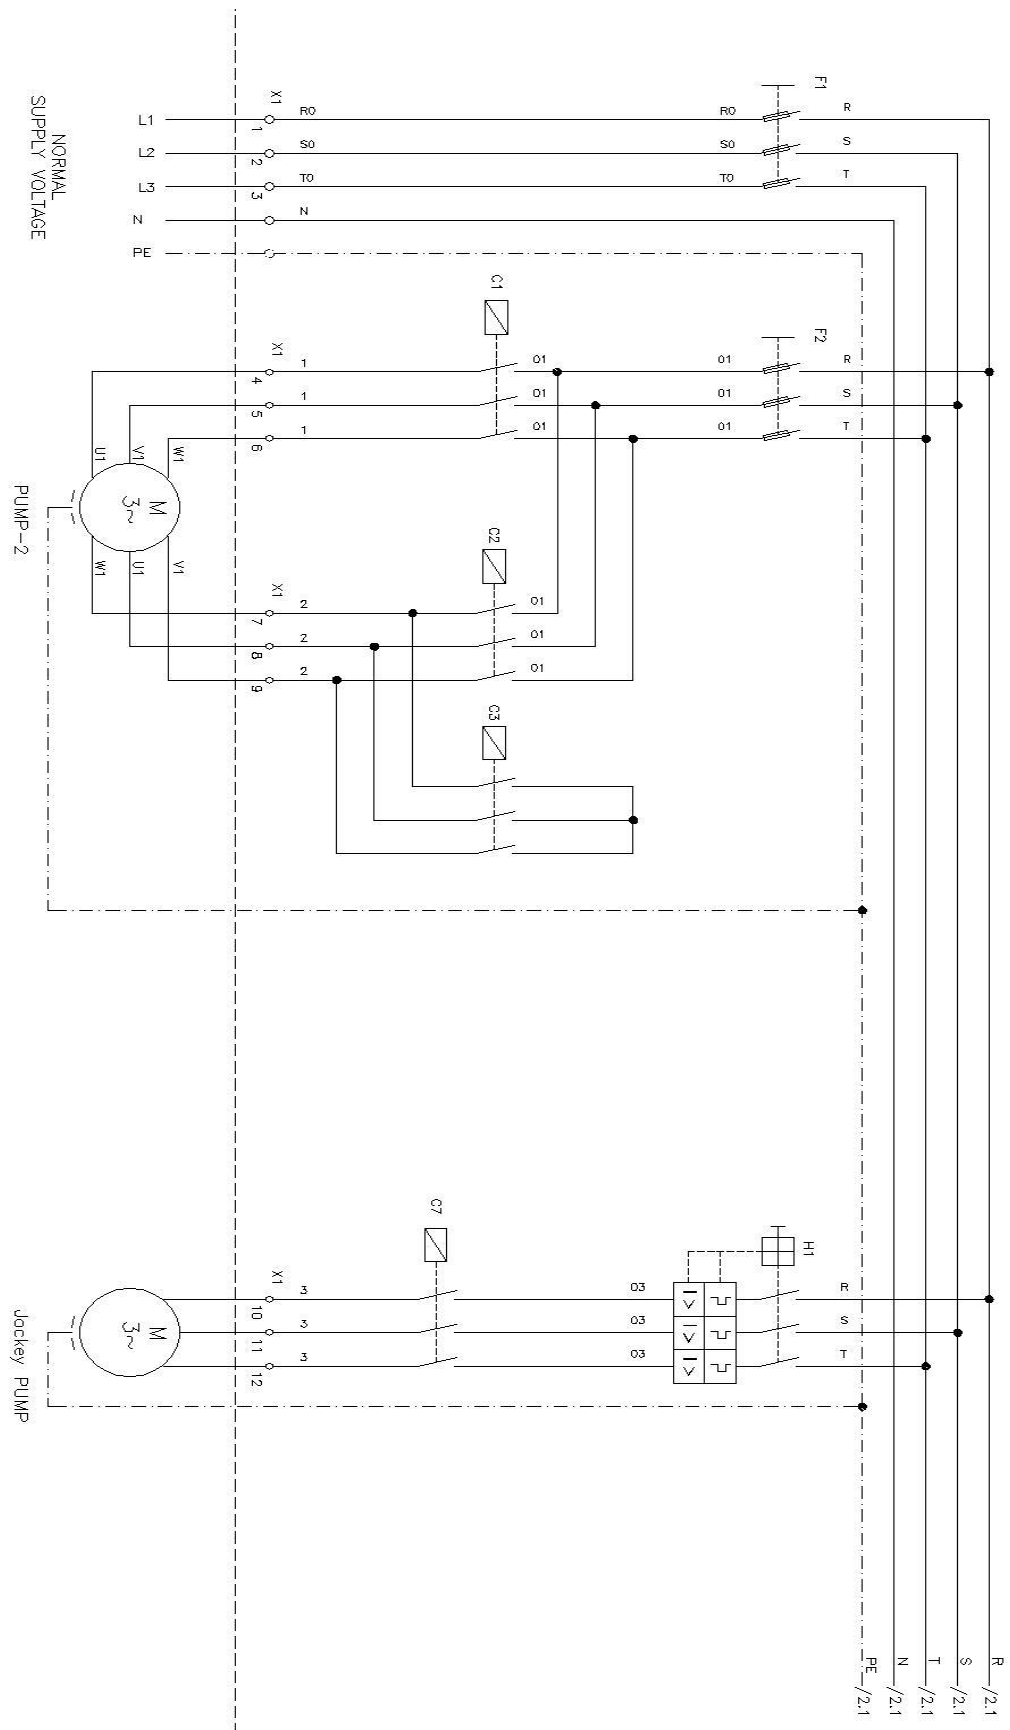 NORMAL
SUPPLY VOLTAGE
X1
F1
L1
1
R0
R0
R
L2
2
S0
S0
S
L3
3
T0
T0
T
N
N
PE
C1
F2
X1
4
1
01
01
R
5
1
01
01
S
6
1
01
01
T
U1
V1
W1
M
3~
PUMP-2
W1
U1
V1
C2
X1
7
2
01
8
2
01
9
2
01
C3
C7
H1
X1
10
3
03
I>
R
11
3
03
I>
S
12
3
03
I>
T
M
3~
Jockey PUMP
PE
/2.1
N
/2.1
T
/2.1
S
/2.1
R
/2.1